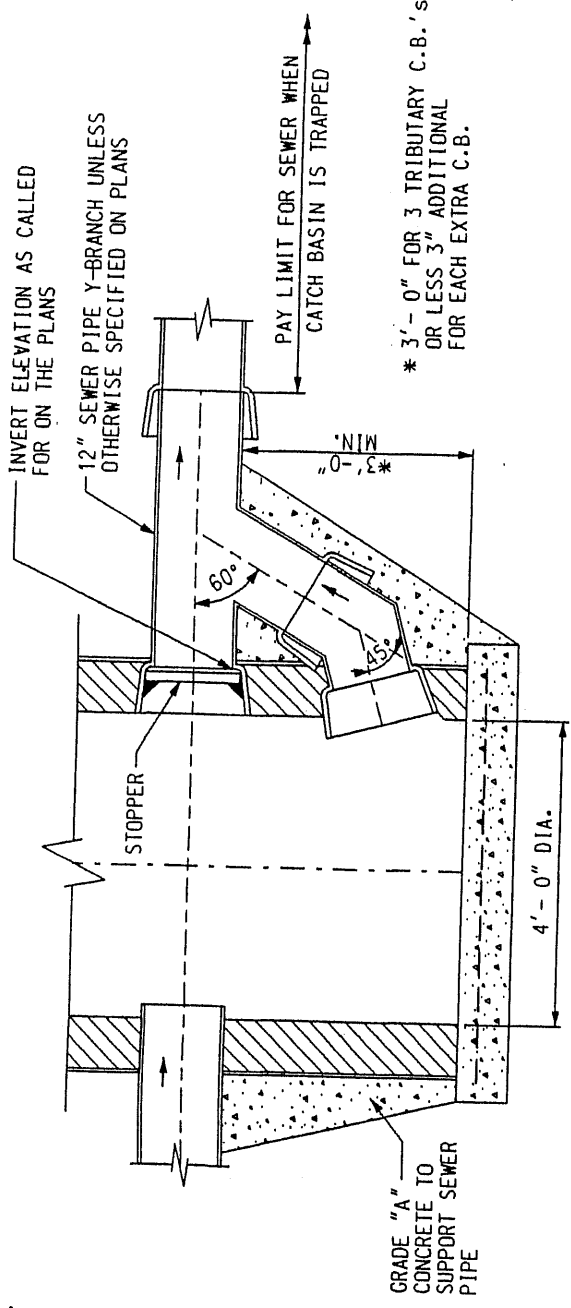 INVERT ELEVATION AS CALLED
FOR ON THE PLANS
12" SEWER PIPE Y-BRANCH UNLESS
OTHERWISE SPECIFIED ON PLANS
PAY LIMIT FOR SEWER WHEN
CATCH BASIN IS TRAPPED
* 3'-0" FOR 3 TRIBUTARY C.B.'s
OR LESS 3" ADDITIONAL
FOR EACH EXTRA C.B.
*3'-0"
MIN.
60°
45°
STOPPER
4'-0" DIA.
GRADE "A"
CONCRETE TO
SUPPORT SEWER
PIPE